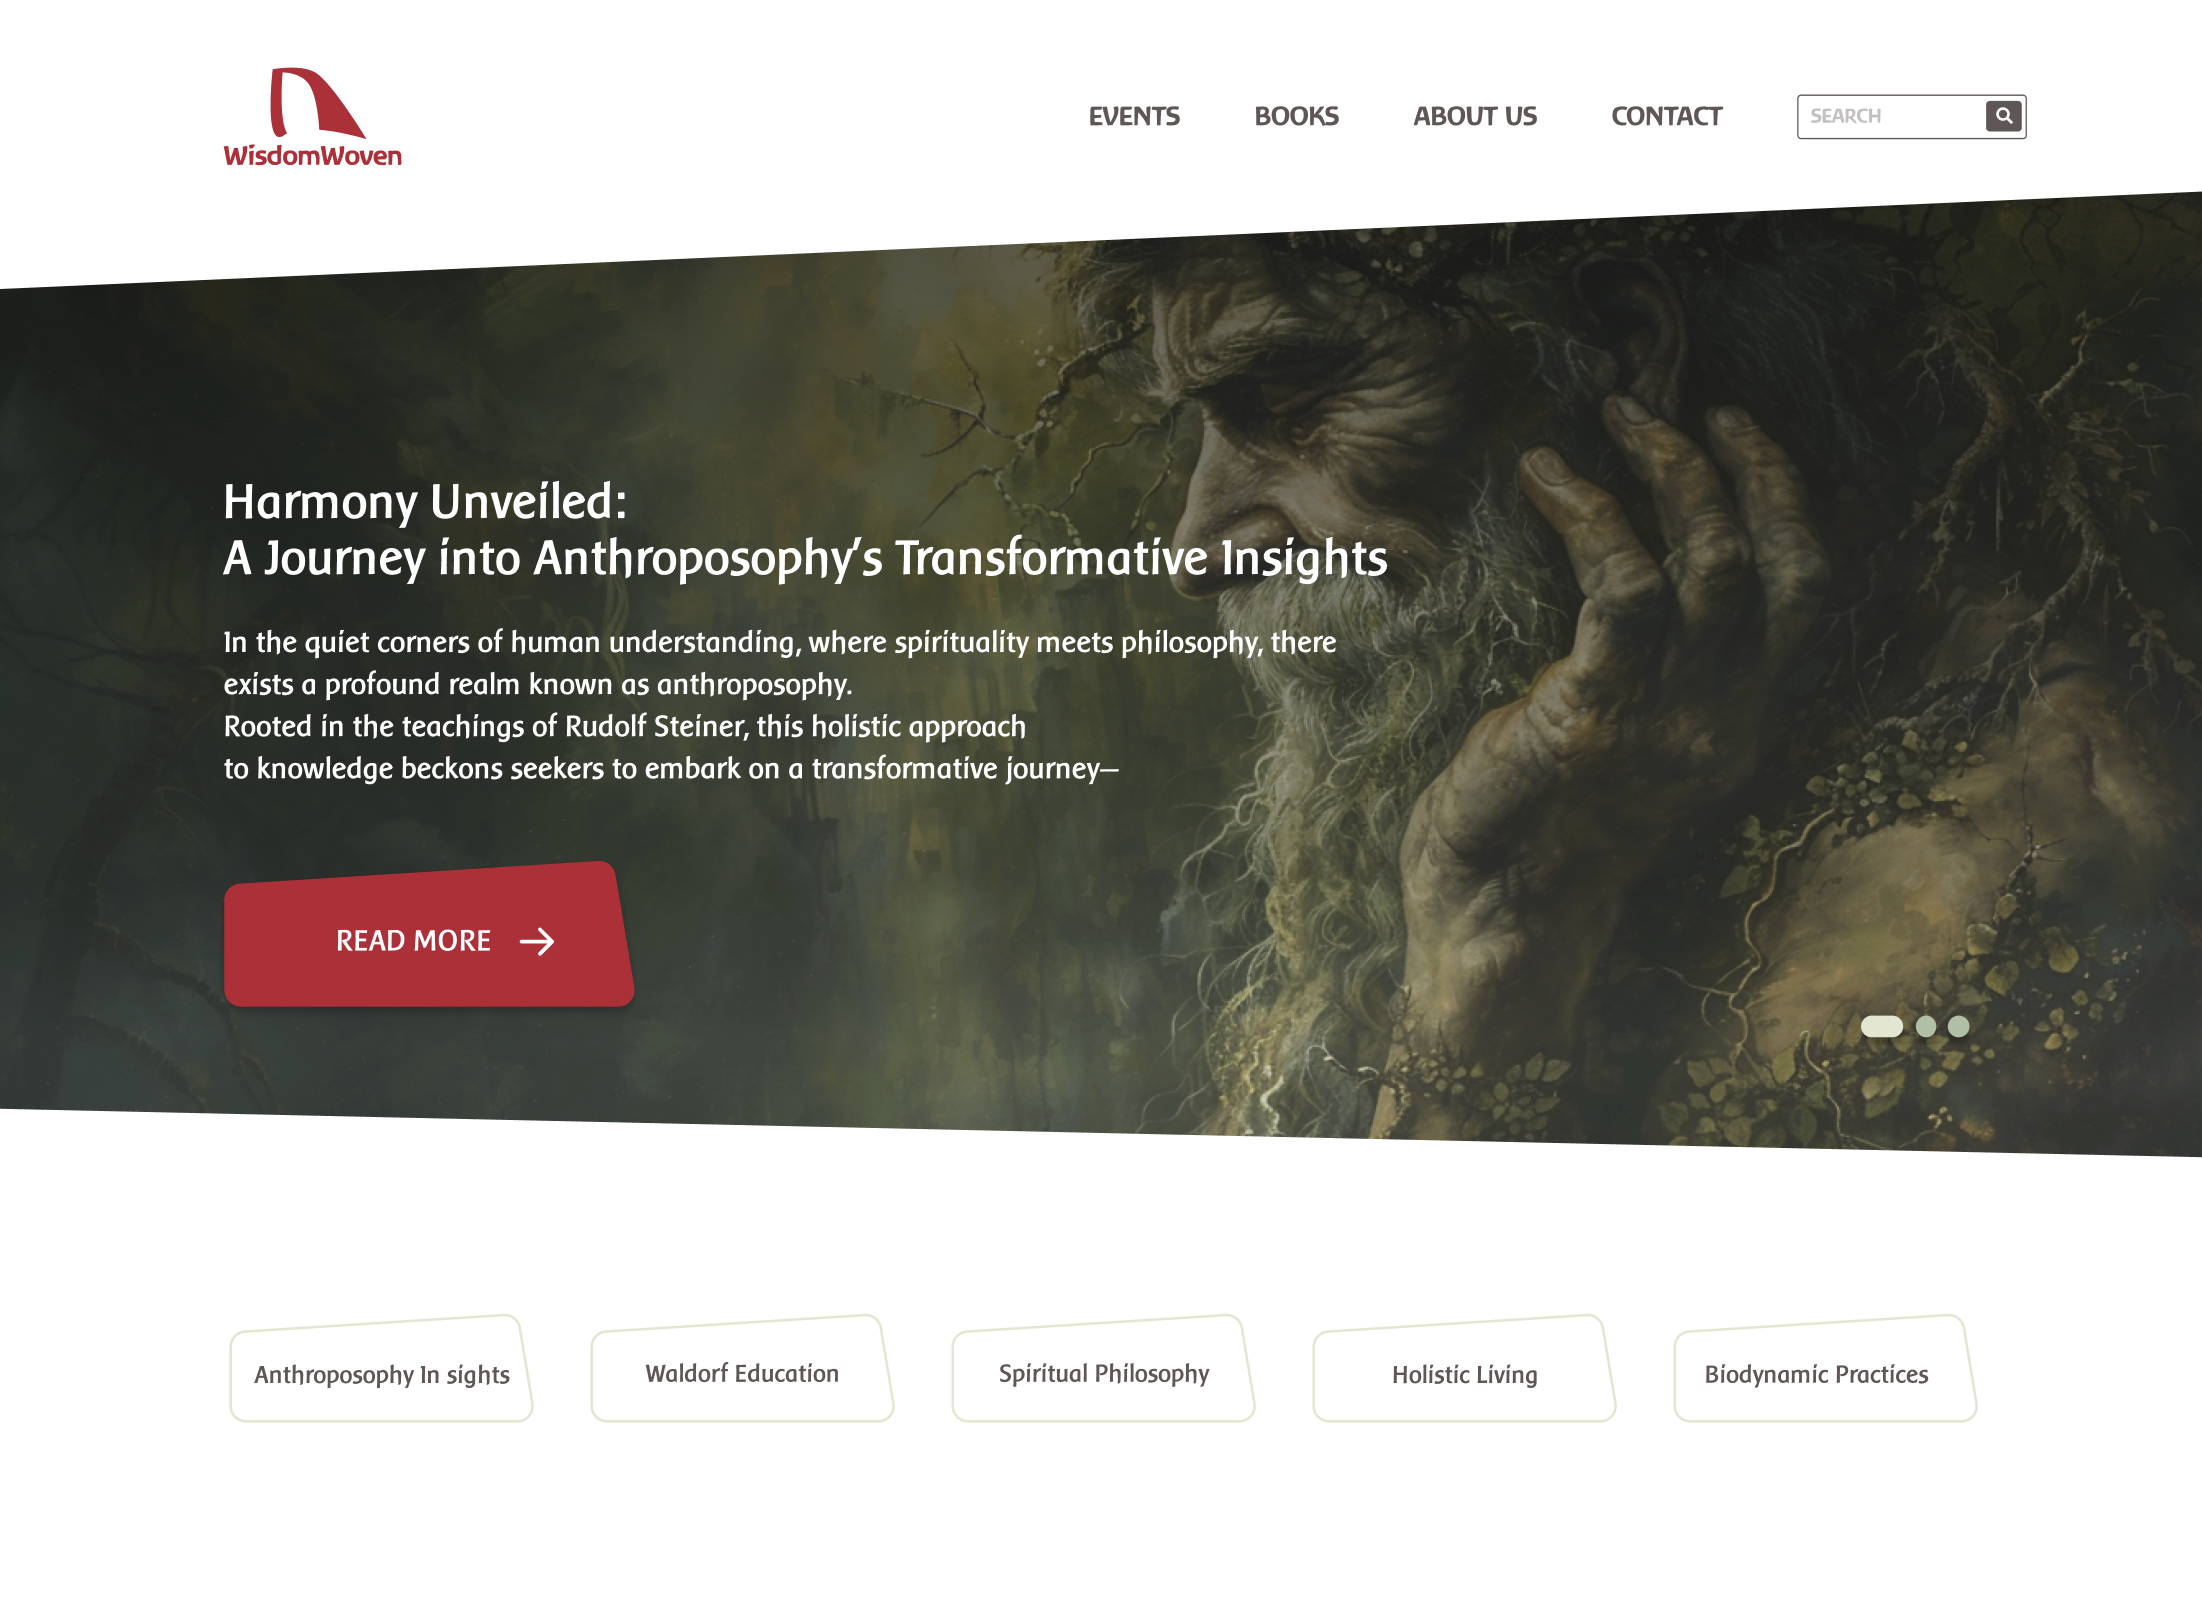 WisdomWoven
EVENTS
BOOKS
ABOUT US
CONTACT
SEARCH
Harmony Unveiled:
A Journey into Anthroposophy's Transformative Insights
In the quiet corners of human understanding, where spirituality meets philosophy, there
exists a profound realm known as anthroposophy.
Rooted in the teachings of Rudolf Steiner, this holistic approach
to knowledge beckons seekers to embark on a transformative journey—
READ MORE
Anthroposophy In sights
Waldorf Education
Spiritual Philosophy
Holistic Living
Biodynamic Practices